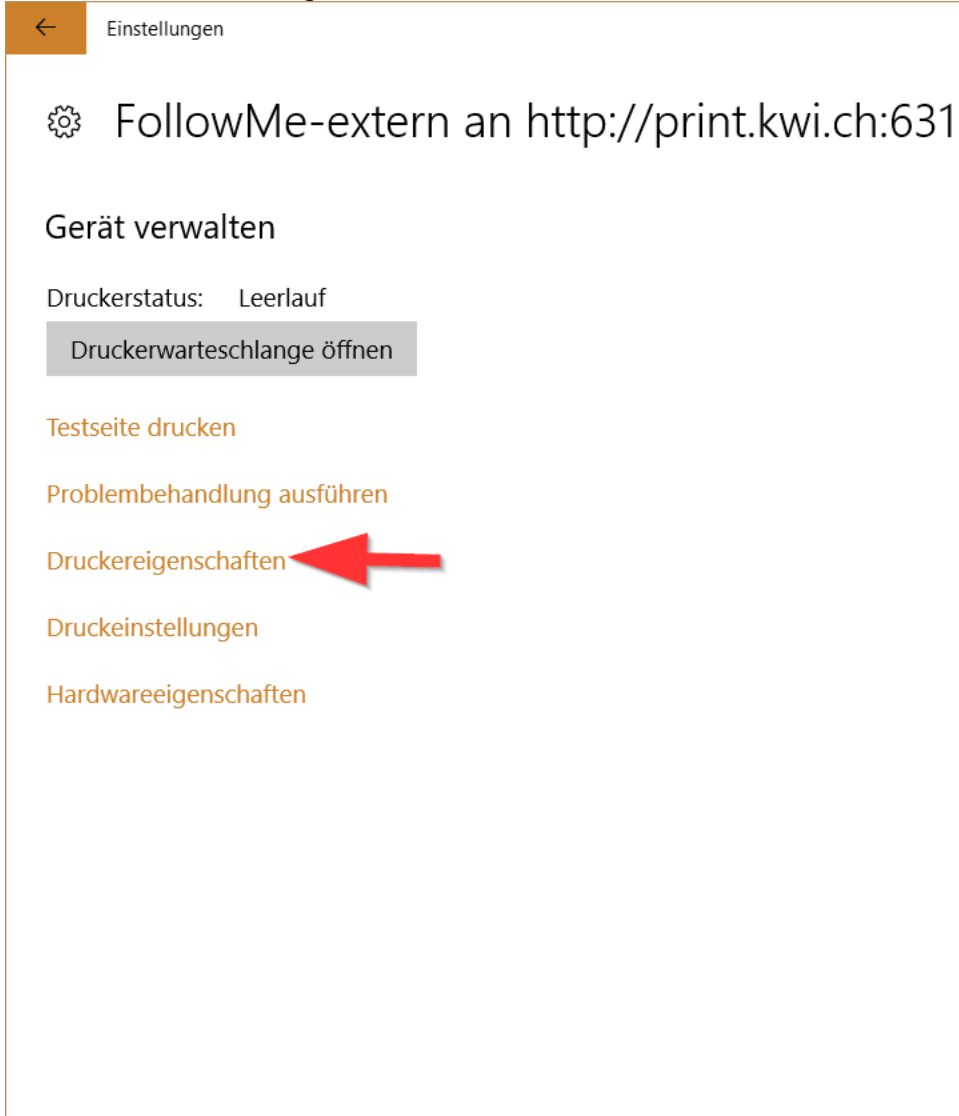 Einstellungen
FollowMe-extern an http://print.kwi.ch:631
Gerät verwalten
Druckerstatus: Leerlauf
Druckerwarteschlange öffnen
Testseite drucken
Problembehandlung ausführen
Druckereigenschaften
Druckeinstellungen
Hardwareeigenschaften